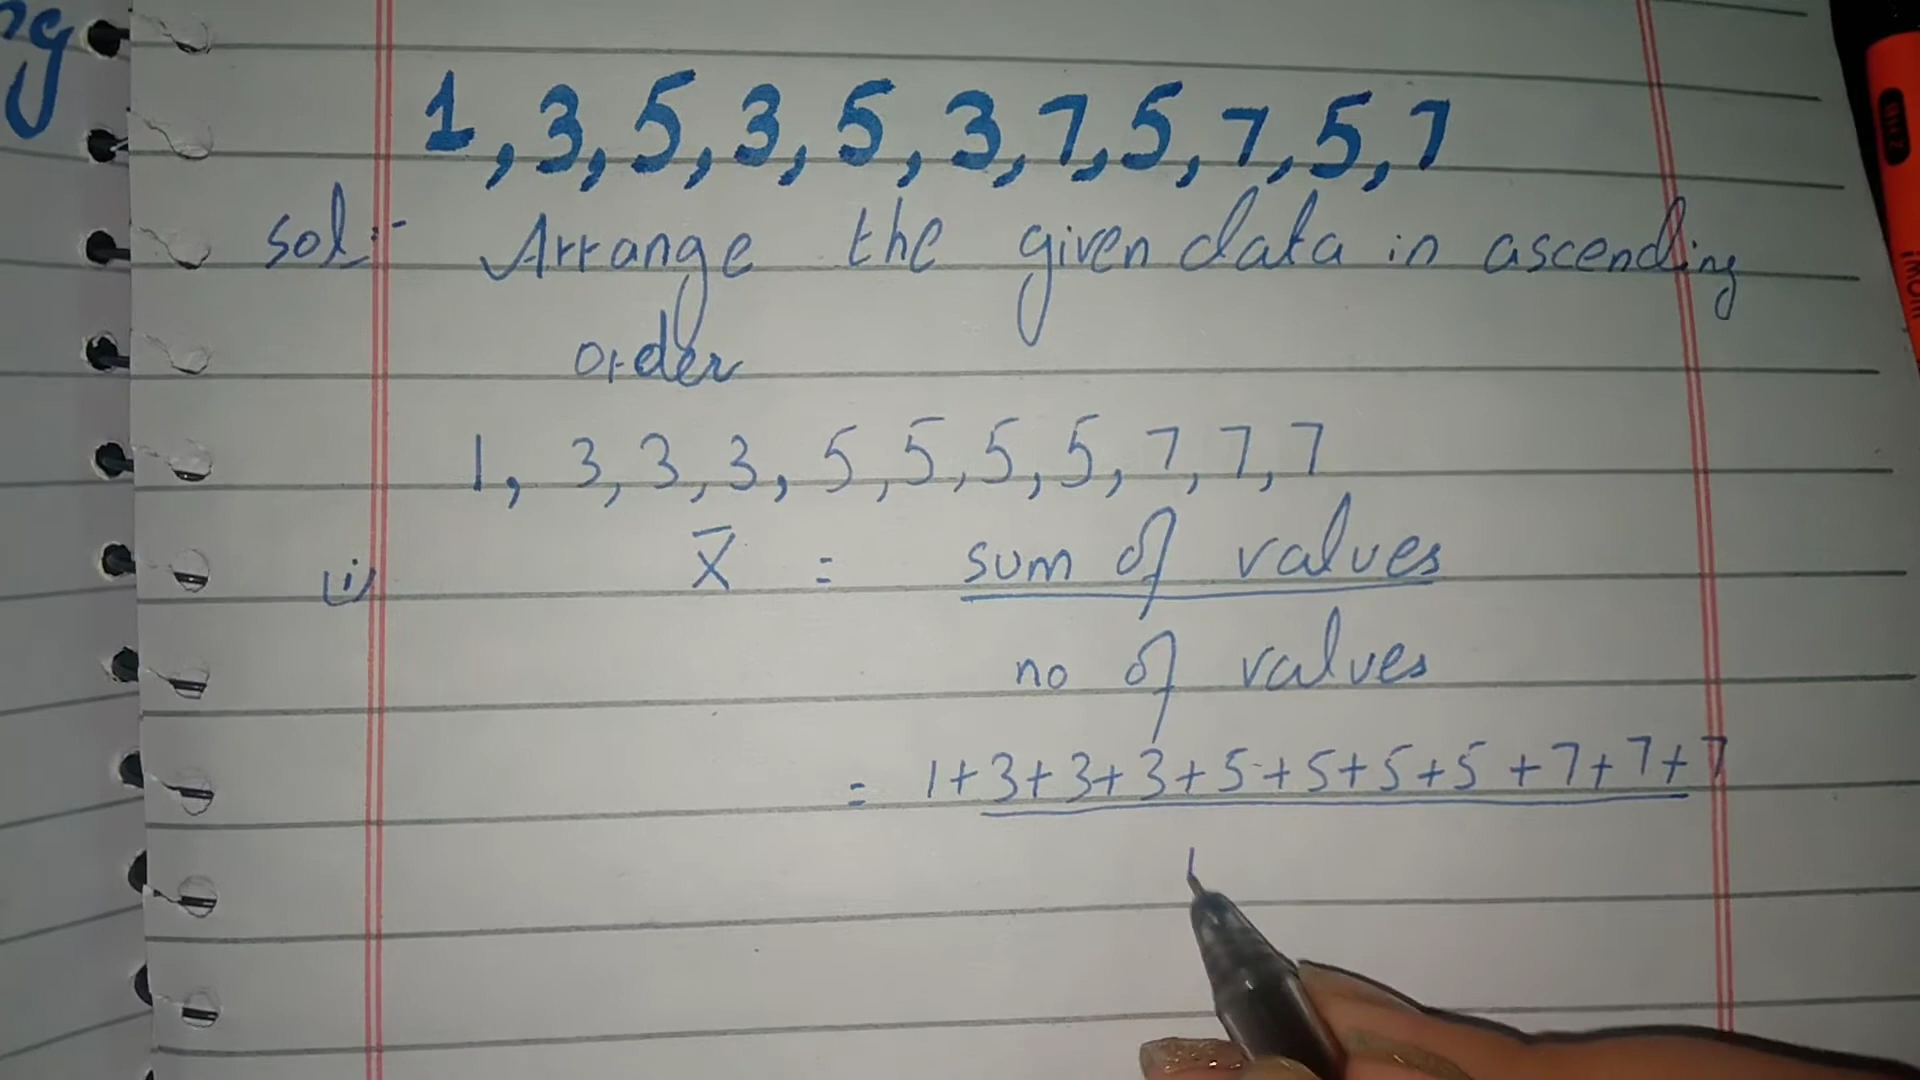 1, 3, 5, 3, 5, 3, 7, 5, 7, 5, 7
sol:- Arrange the given data in ascending
order
1, 3, 3, 3, 5, 5, 5, 5, 7, 7, 7
(i) X̄ = sum of values
no of values
= 1+3+3+3+5+5+5+5+7+7+7